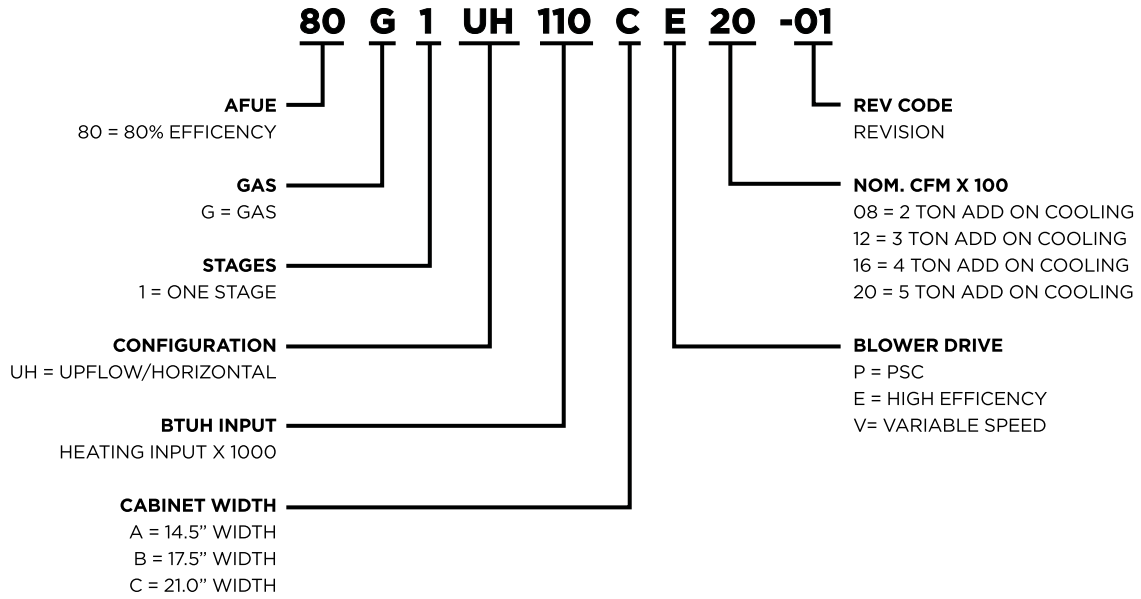 80 G 1 UH 110 C E 20 -01
AFUE
80 = 80% EFFICENCY
GAS
G = GAS
STAGES
1 = ONE STAGE
CONFIGURATION
UH = UPFLOW/HORIZONTAL
BTUH INPUT
HEATING INPUT X 1000
CABINET WIDTH
A = 14.5” WIDTH
B = 17.5” WIDTH
C = 21.0” WIDTH
REV CODE
REVISION
NOM. CFM X 100
08 = 2 TON ADD ON COOLING
12 = 3 TON ADD ON COOLING
16 = 4 TON ADD ON COOLING
20 = 5 TON ADD ON COOLING
BLOWER DRIVE
P = PSC
E = HIGH EFFICENCY
V= VARIABLE SPEED